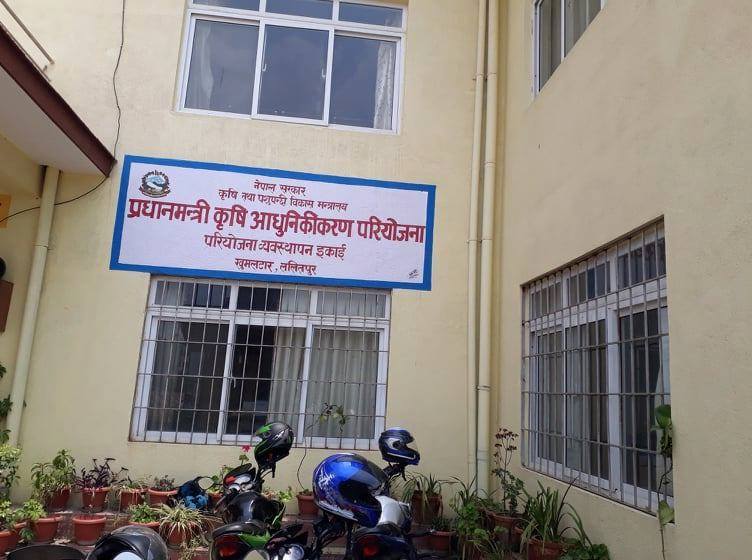 नेपाल सरकार
कृषि तथा पशुपन्छी विकास मन्त्रालय
प्रधानमन्त्री कृषि आधुनिकीकरण परियोजना
परियोजना व्यवस्थापन इकाई
खुमलटार, ललितपुर